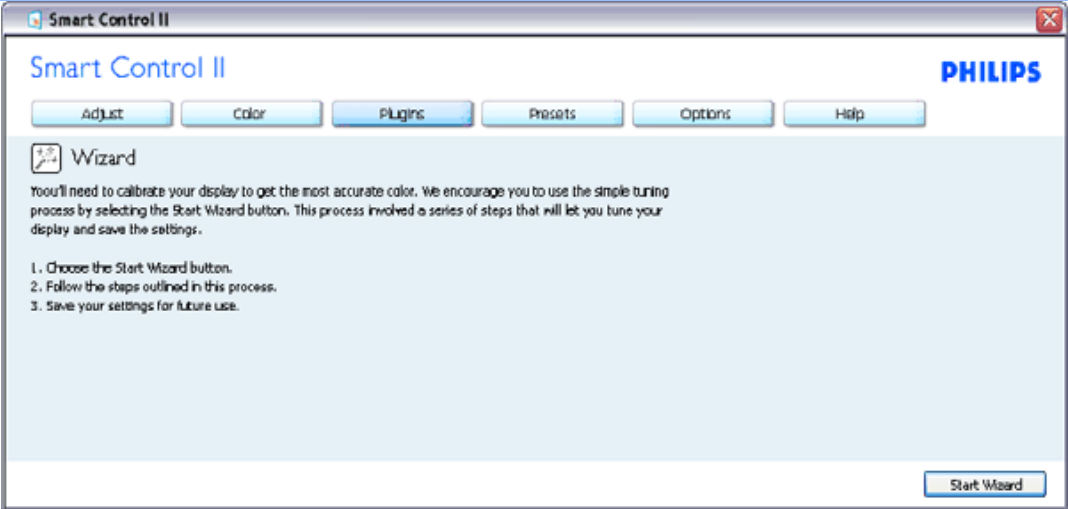 Smart Control II
Smart Control II
PHILIPS
Adjust Color Plugins Presets Options Help
Wizard
Yoou'll need to calibrate your display to get the most accurate color. We encourage you to use the simple tuning
process by selecting the Start Wizard button. This process involved a series of steps that will let you tune your
display and save the settings.
1. Choose the Start Wizard button.
2. Follow the steps outlined in this process.
3. Save your settings for future use.
Start Wizard